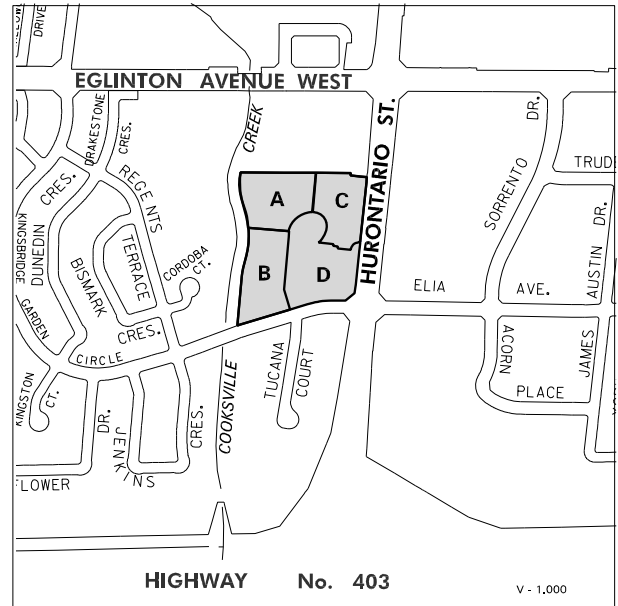 DRIVE
EGLINTON AVENUE WEST
DRAKESTONE
CRES.
CREEK
HURONTARIO ST.
DR.
SORRENTO
TRUD
CRES.
REGENTS
A
C
KINGSBRIDGE
DUNEDIN
BISMARK
TERRACE
CORDOBA
CT.
B
D
ELIA AVE.
AUSTIN DR.
GARDEN
CIRCLE
CRES.
KINGSTON
CT.
DR.
JENKINS
CRES.
COOKSVILLE
TUCANA
COURT
ACORN
PLACE
JAMES
FLOWER
HIGHWAY No. 403
V - 1.000